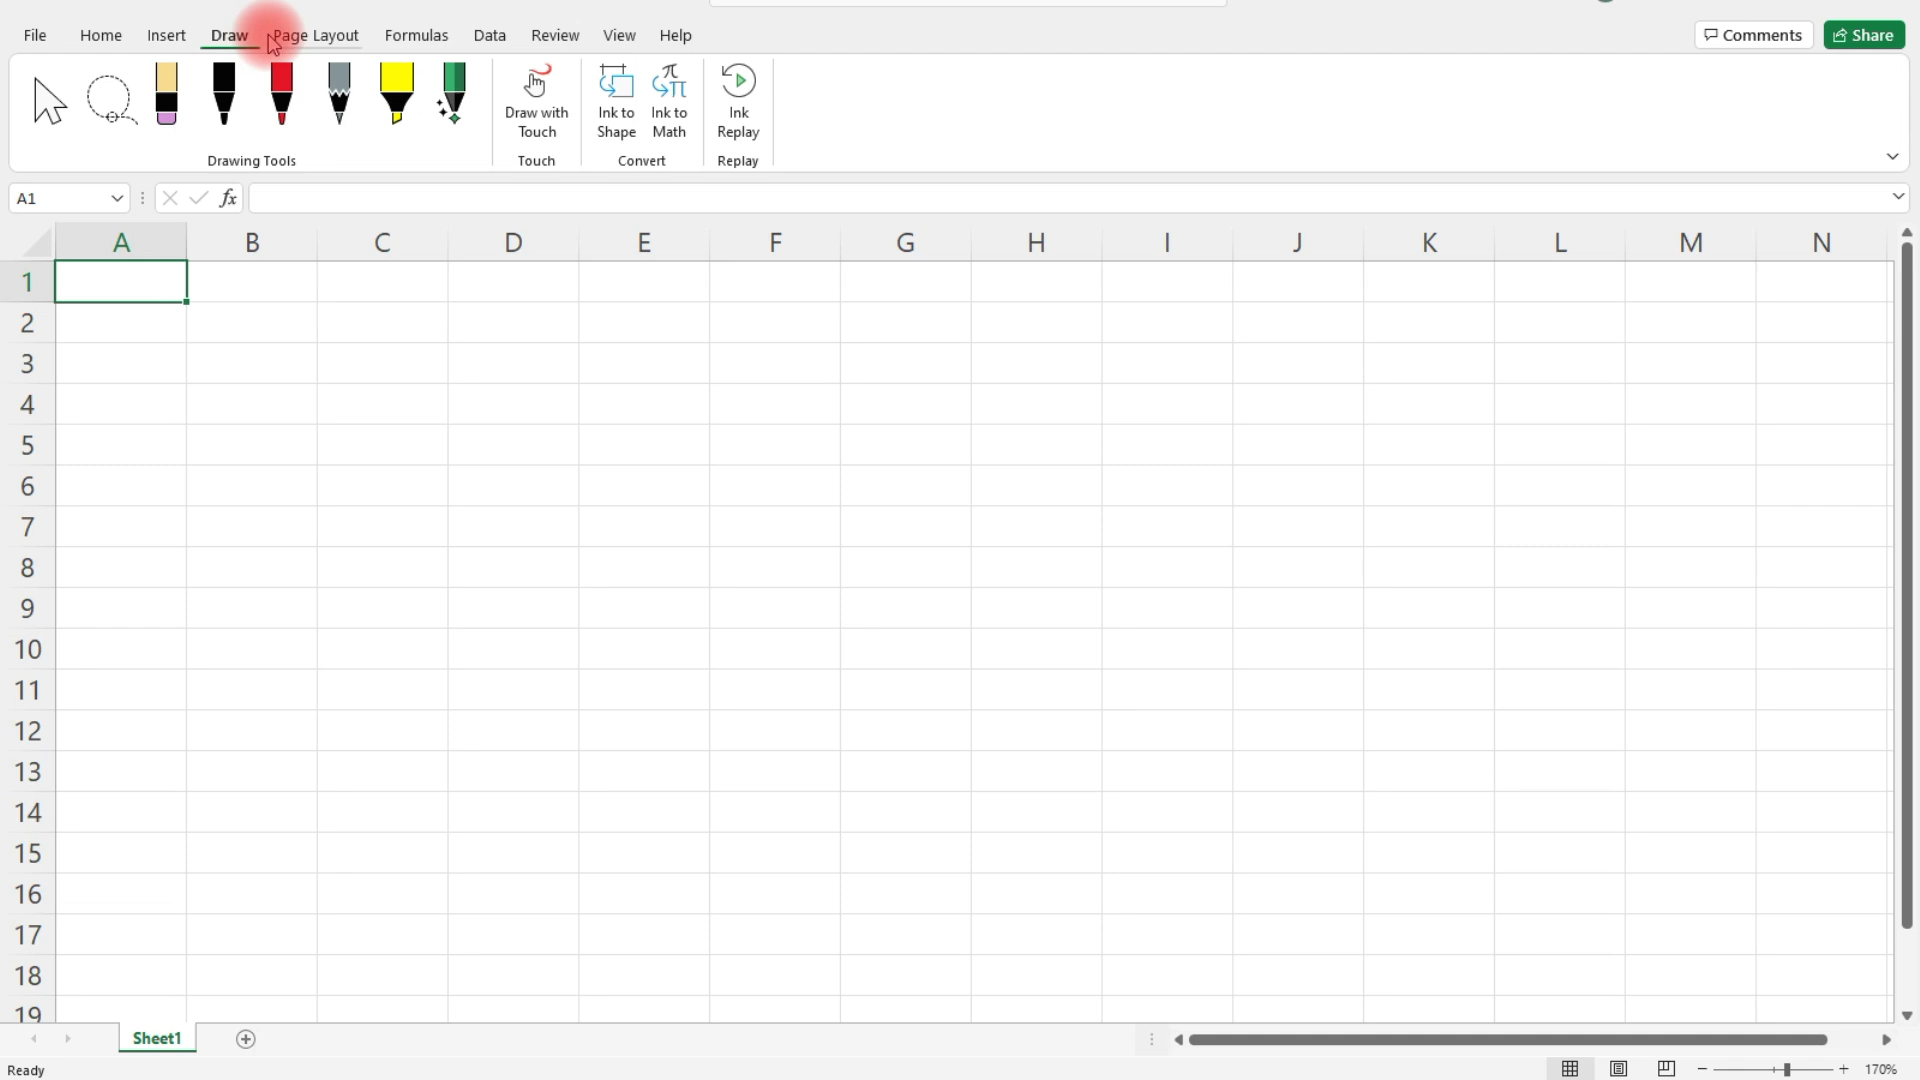 File Home Insert Draw Page Layout Formulas Data Review View Help Comments Share
Draw with Touch
Ink to Shape
Ink to Math
Ink Replay
Drawing Tools Touch Convert Replay
A1 fx
A B C D E F G H I J K L M N
1
2
3
4
5
6
7
8
9
10
11
12
13
14
15
16
17
18
19
Sheet1
Ready 170%